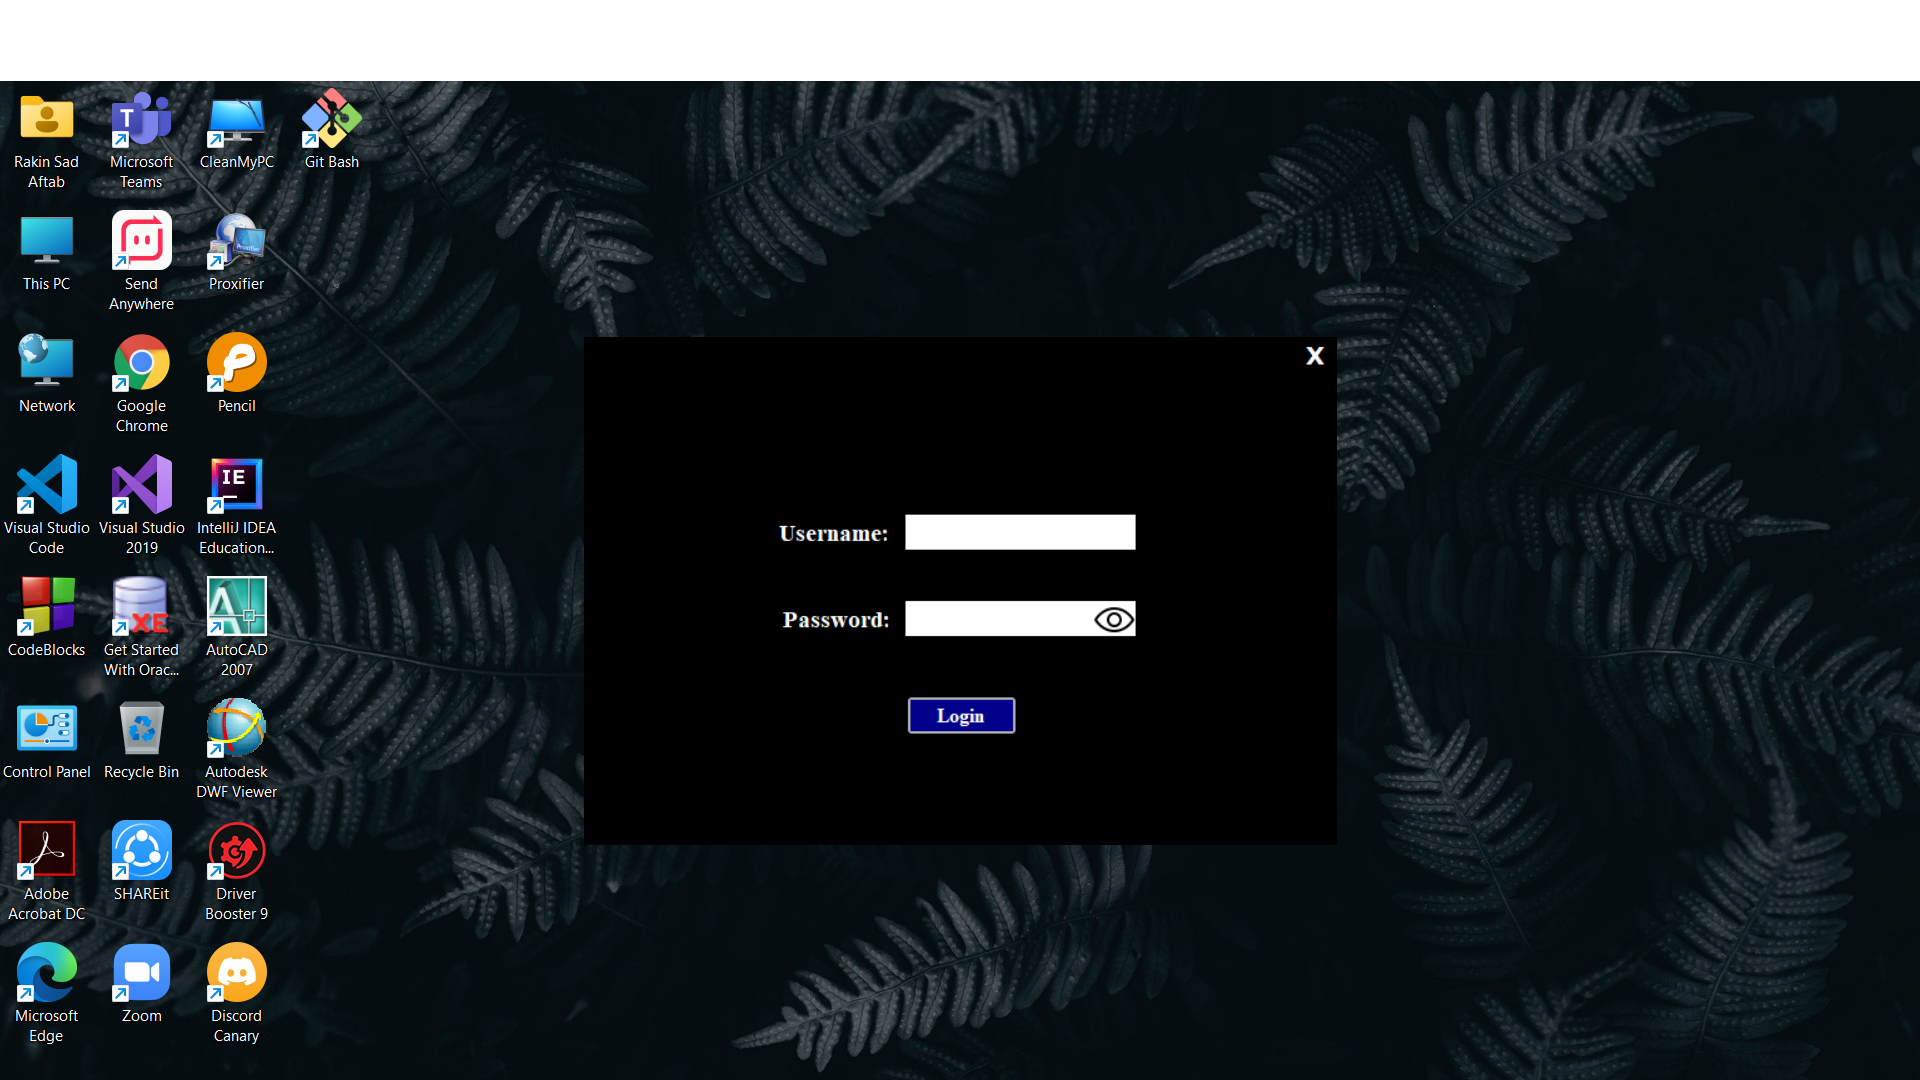 Rakin Sad
Aftab
Microsoft
Teams
CleanMyPC
Git Bash
This PC
Send
Anywhere
Proxifier
Network
Google
Chrome
Pencil
Visual Studio
Code
Visual Studio
2019
IE
IntelliJ IDEA
Education...
CodeBlocks
XE
Get Started
With Orac...
AutoCAD
2007
Control Panel
Recycle Bin
Autodesk
DWF Viewer
Adobe
Acrobat DC
SHAREit
Driver
Booster 9
Microsoft
Edge
Zoom
Discord
Canary
X
Username:
Password:
Login